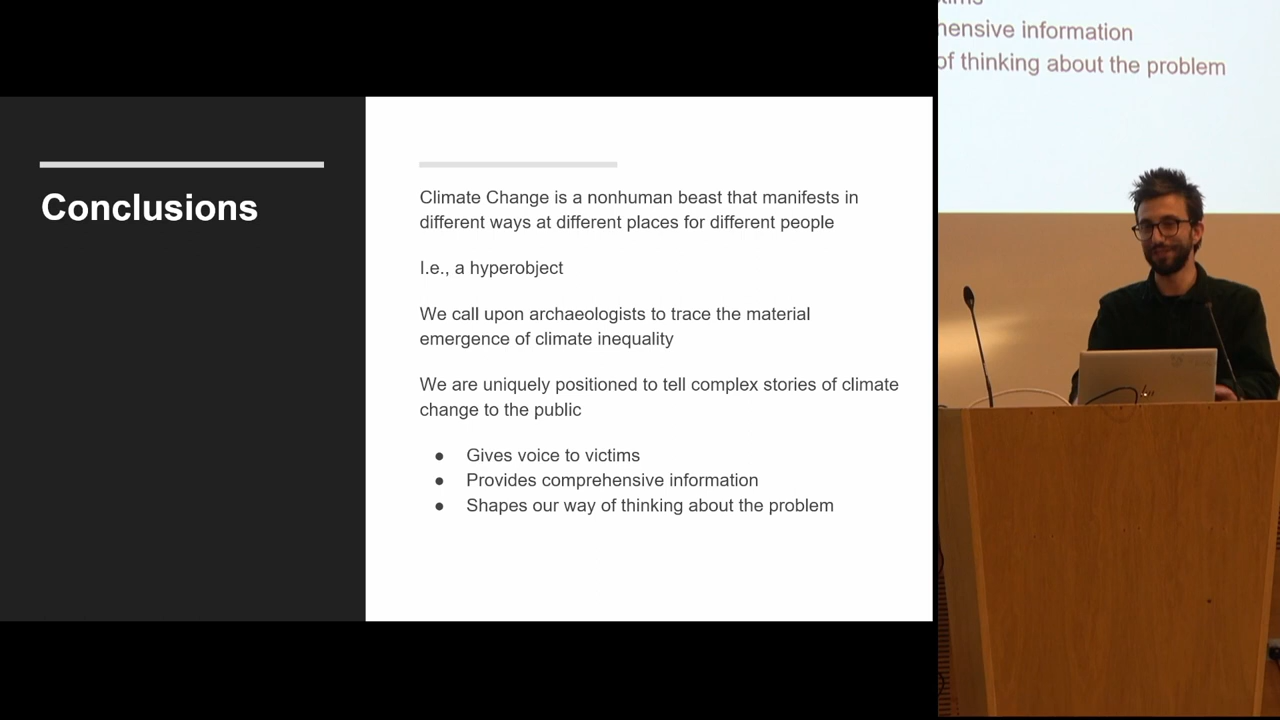 Conclusions
Climate Change is a nonhuman beast that manifests in
different ways at different places for different people
I.e., a hyperobject
We call upon archaeologists to trace the material
emergence of climate inequality
We are uniquely positioned to tell complex stories of climate
change to the public
● Gives voice to victims
● Provides comprehensive information
● Shapes our way of thinking about the problem
hensive information
of thinking about the problem